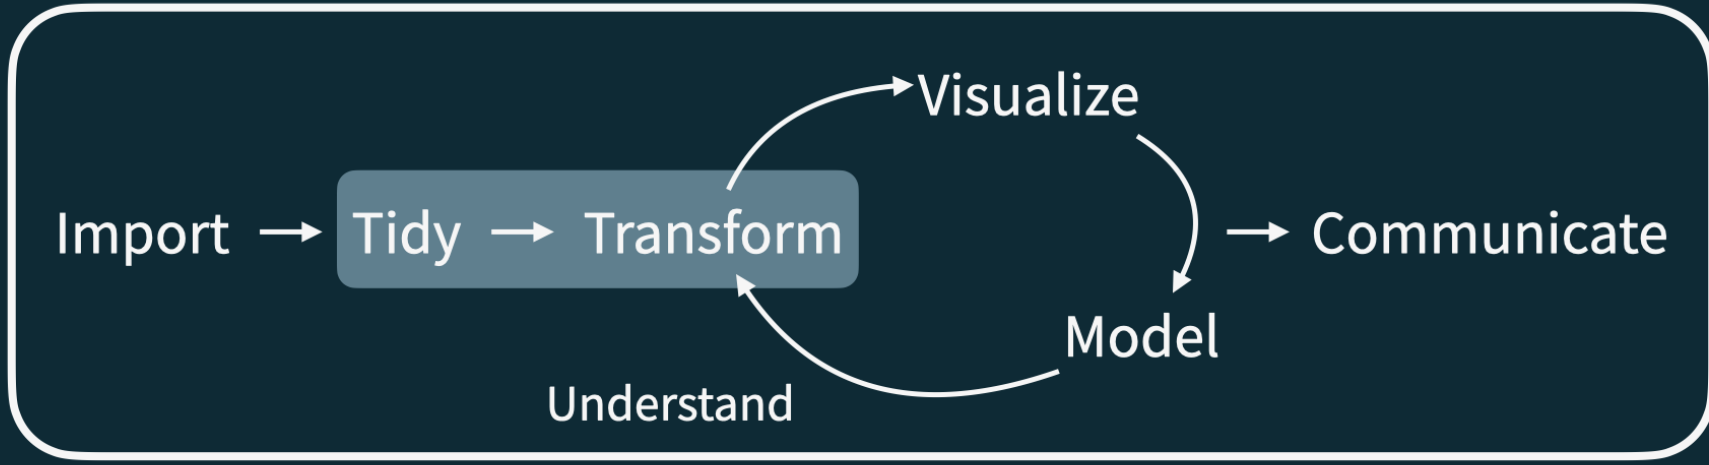 Visualize
Import
Tidy
Transform
Communicate
Model
Understand